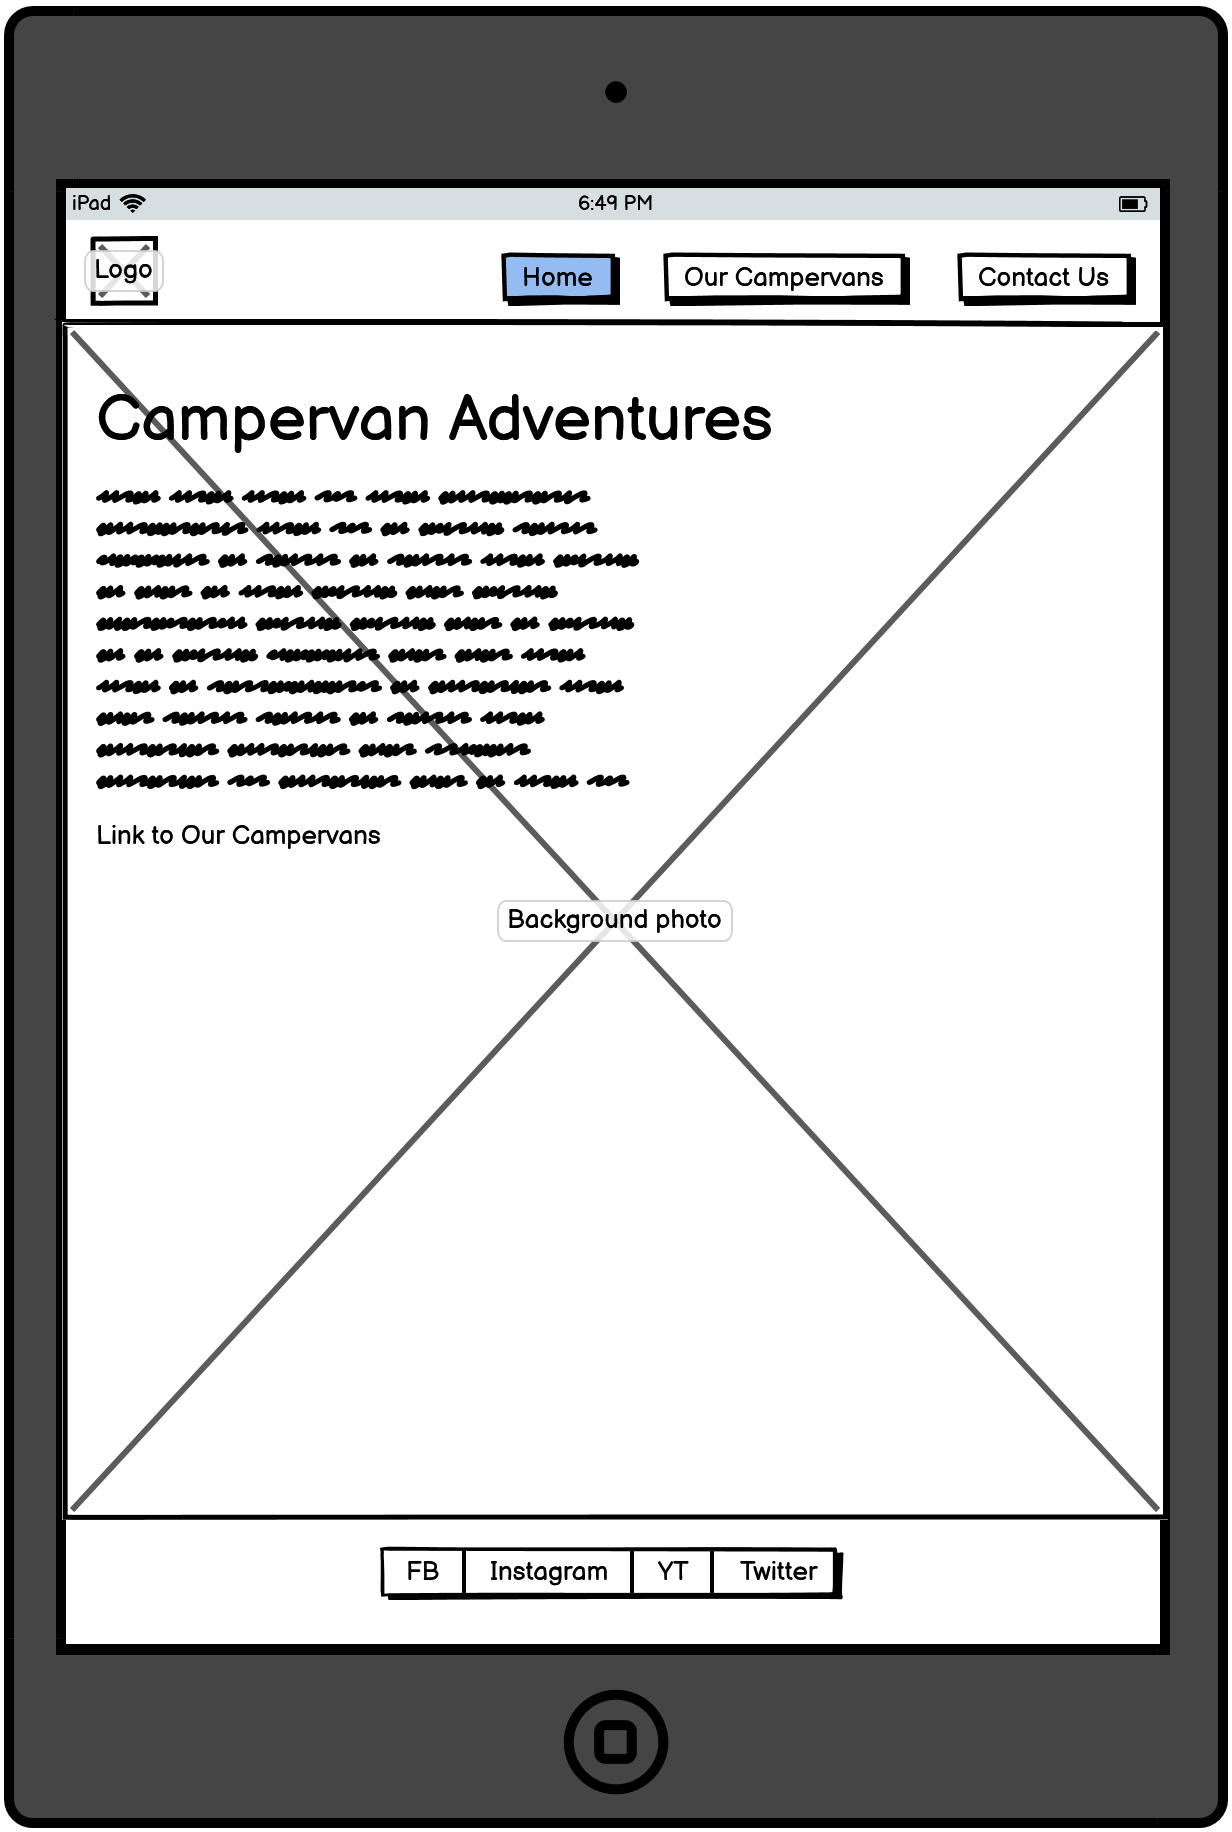 iPad 6:49 PM
Logo
Home Our Campervans Contact Us
Campervan Adventures
Link to Our Campervans
Background photo
FB Instagram YT Twitter